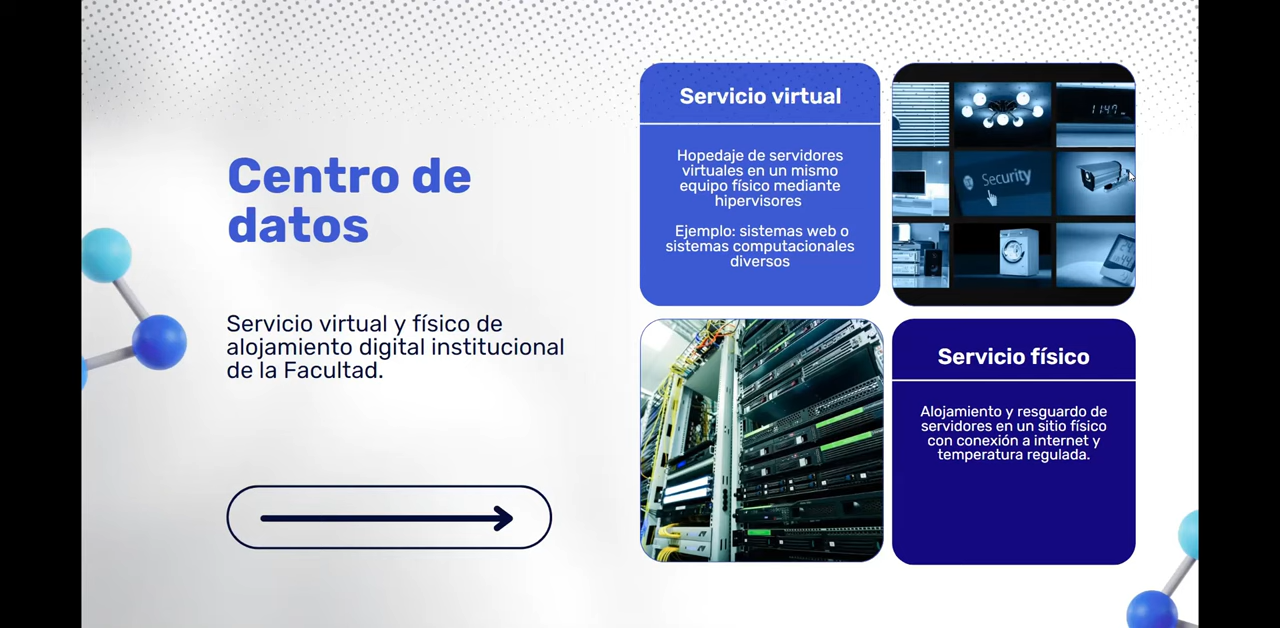 Centro de
datos
Servicio virtual y físico de
alojamiento digital institucional
de la Facultad.
Servicio virtual
Hopedaje de servidores
virtuales en un mismo
equipo físico mediante
hipervisores
Ejemplo: sistemas web o
sistemas computacionales
diversos
Security
Servicio físico
Alojamiento y resguardo de
servidores en un sitio físico
con conexión a internet y
temperatura regulada.